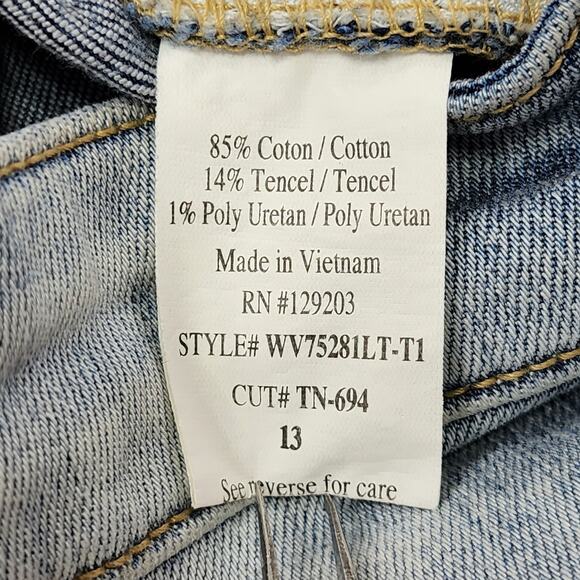 85% Coton / Cotton
14% Tencel / Tencel
1% Poly Uretan / Poly Uretan
Made in Vietnam
RN #129203
STYLE# WV75281LT-T1
CUT# TN-694
13
See reverse for care